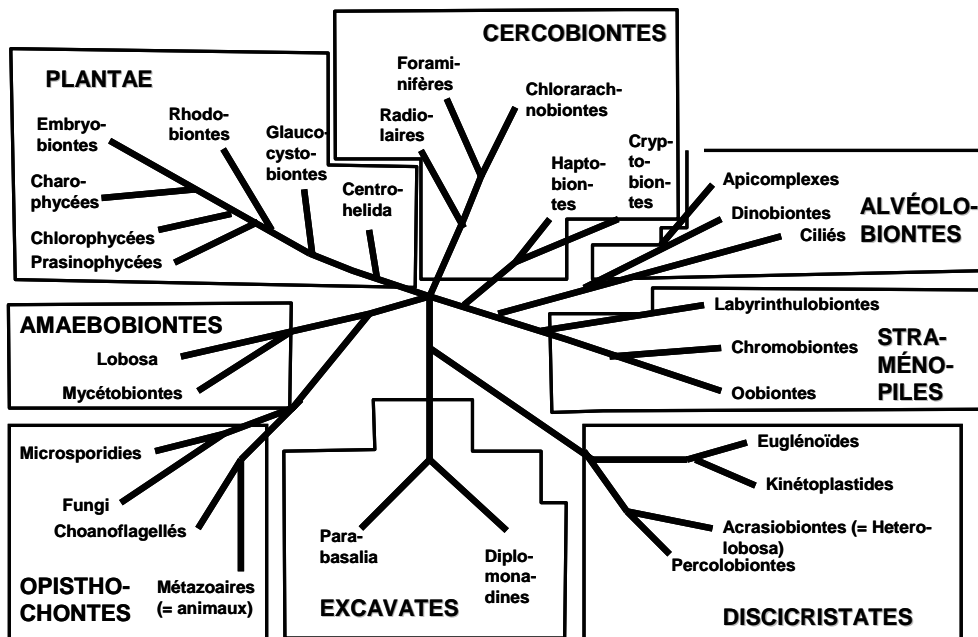 CERCOBIONTES
Forami-
nifères
Chlorarach-
nobiontes
Radio-
laires
Hapto-
bion-
tes
Cryp-
to-
bion-
tes
PLANTAE
Embryo-
biontes
Rhodo-
biontes
Glauco-
cysto-
biontes
Centro-
helida
Charo-
phycées
Chlorophycées
Prasinophycées
Apicomplexes
Dinobiontes
Ciliés
ALVÉOLO-
BIONTES
AMAEBOBIONTES
Lobosa
Mycétobiontes
Labyrinthulobiontes
Chromobiontes
Oobiontes
STRA-
MÉNO-
PILES
Microsporidies
Fungi
Choanoflagellés
Métazoaires
(= animaux)
OPISTHO-
CHONTES
Para-
basalia
Diplo-
mona-
dines
EXCAVATES
Euglénoïdes
Kinétoplastides
Acrasiobiontes (= Hetero-
lobosa)
Percolobiontes
DISCICRISTATES